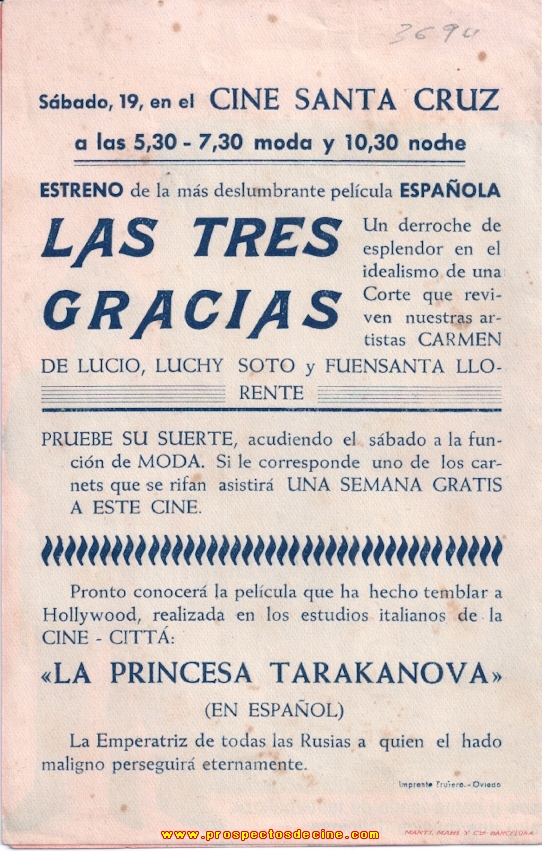 3694
Sábado, 19, en el CINE SANTA CRUZ
a las 5,30 - 7,30 moda y 10,30 noche
ESTRENO de la más deslumbrante película ESPAÑOLA
LAS TRES
GRACIAS
Un derroche de
esplendor en el
idealismo de una
Corte que revi-
ven nuestras ar-
tistas CARMEN
DE LUCIO, LUCHY SOTO y FUENSANTA LLO-
RENTE
PRUEBE SU SUERTE, acudiendo el sábado a la fun-
ción de MODA. Si le corresponde uno de los car-
nets que se rifan asistirá UNA SEMANA GRATIS
A ESTE CINE.
Pronto conocerá la película que ha hecho temblar a
Hollywood, realizada en los estudios italianos de la
CINE - CITTÁ:
«LA PRINCESA TARAKANOVA»
(EN ESPAÑOL)
La Emperatriz de todas las Rusias a quien el hado
maligno perseguirá eternamente.
Imprenta Trufero. - Oviedo
MARTI, MARI Y Cía BARCELONA
www.prospectosdecine.com